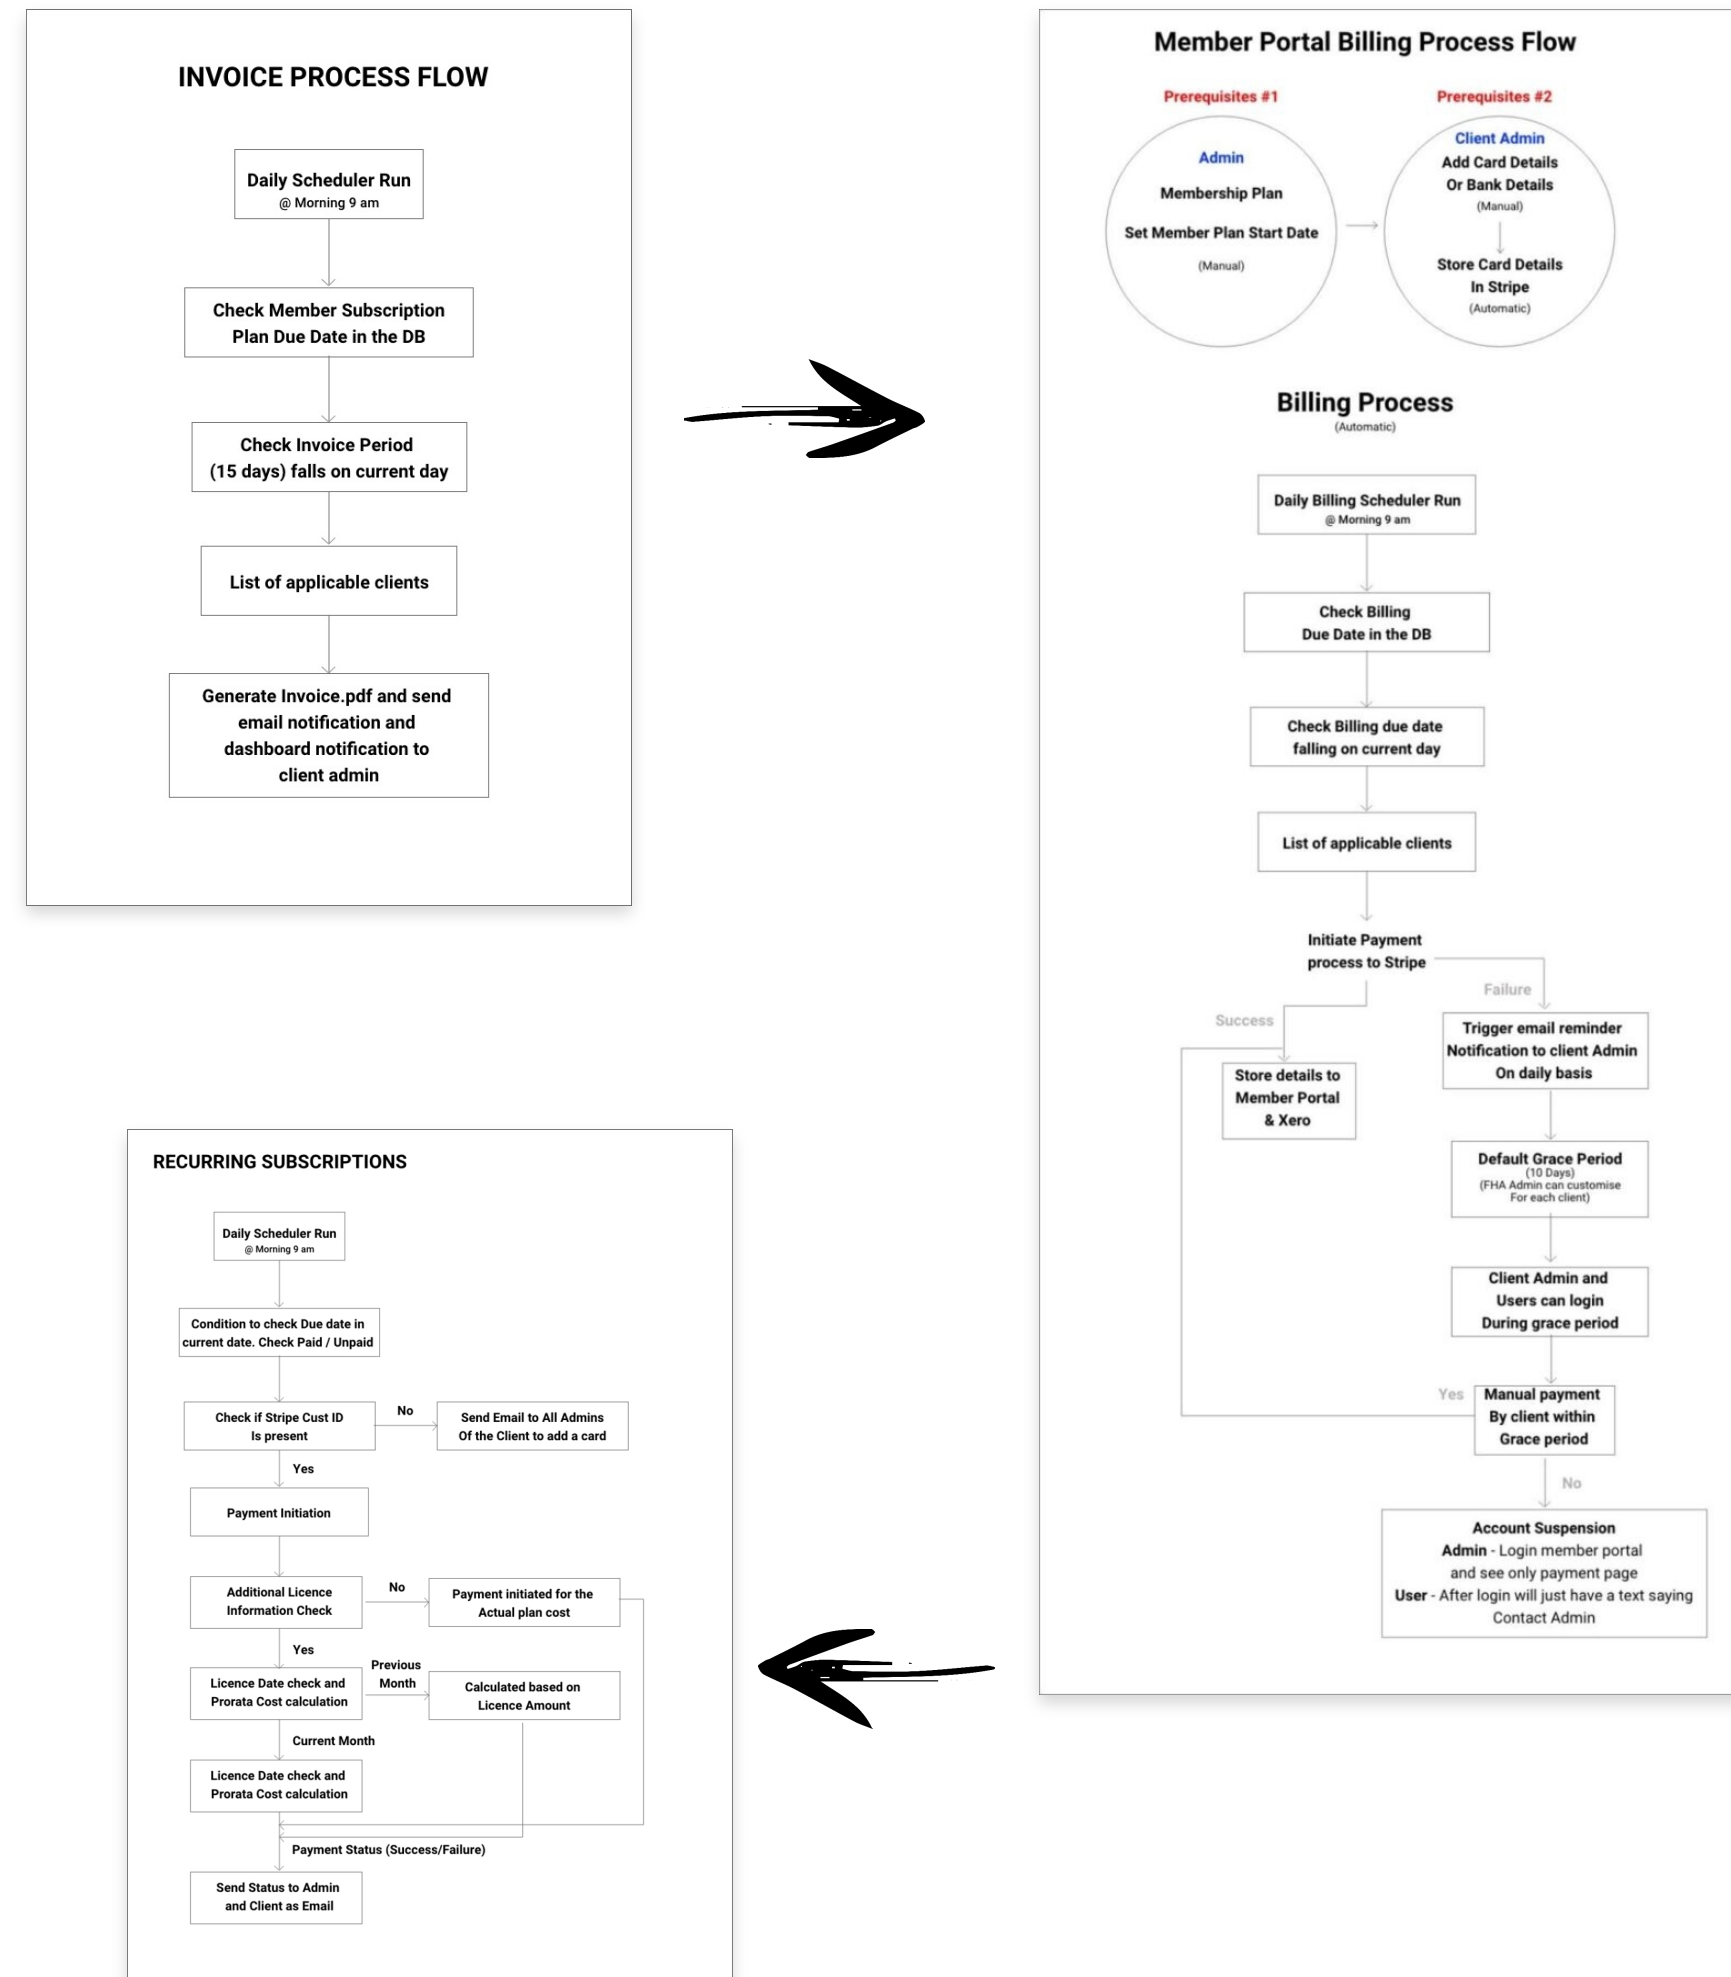 INVOICE PROCESS FLOW
Daily Scheduler Run
@ Morning 9 am
Check Member Subscription
Plan Due Date in the DB
Check Invoice Period
(15 days) falls on current day
List of applicable clients
Generate Invoice.pdf and send
email notification and
dashboard notification to
client admin
Member Portal Billing Process Flow
Prerequisites #1
Admin
Membership Plan
Set Member Plan Start Date
(Manual)
Prerequisites #2
Client Admin
Add Card Details
Or Bank Details
(Manual)
Store Card Details
In Stripe
(Automatic)
Billing Process
(Automatic)
Daily Billing Scheduler Run
@ Morning 9 am
Check Billing
Due Date in the DB
Check Billing due date
falling on current day
List of applicable clients
Initiate Payment
process to Stripe
Success
Store details to
Member Portal
& Xero
Failure
Trigger email reminder
Notification to client Admin
On daily basis
Default Grace Period
(10 Days)
(FHA Admin can customise
For each client)
Client Admin and
Users can login
During grace period
Yes
Manual payment
By client within
Grace period
No
Account Suspension
Admin - Login member portal
and see only payment page
User - After login will just have a text saying
Contact Admin
RECURRING SUBSCRIPTIONS
Daily Scheduler Run
@ Morning 9 am
Condition to check Due date in
current date. Check Paid / Unpaid
Check if Stripe Cust ID
Is present
No
Send Email to All Admins
Of the Client to add a card
Yes
Payment Initiation
Additional Licence
Information Check
No
Payment initiated for the
Actual plan cost
Yes
Licence Date check and
Prorata Cost calculation
Previous
Month
Calculated based on
Licence Amount
Current Month
Licence Date check and
Prorata Cost calculation
Payment Status (Success/Failure)
Send Status to Admin
and Client as Email